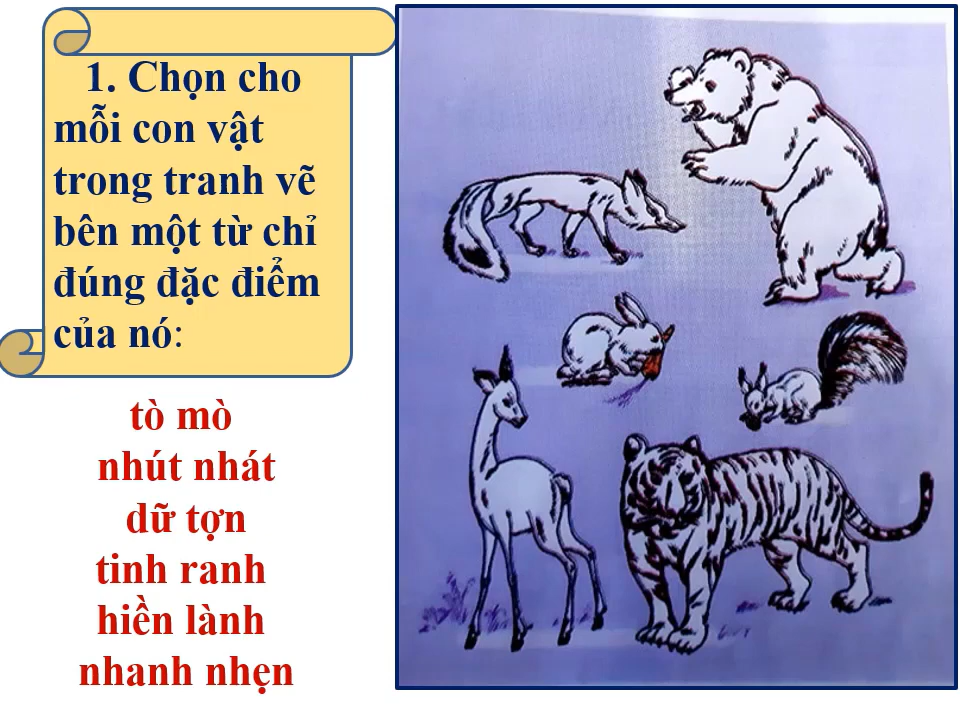 1. Chọn cho
mỗi con vật
trong tranh vẽ
bên một từ chỉ
đúng đặc điểm
của nó:
tò mò
nhút nhát
dữ tợn
tinh ranh
hiền lành
nhanh nhẹn